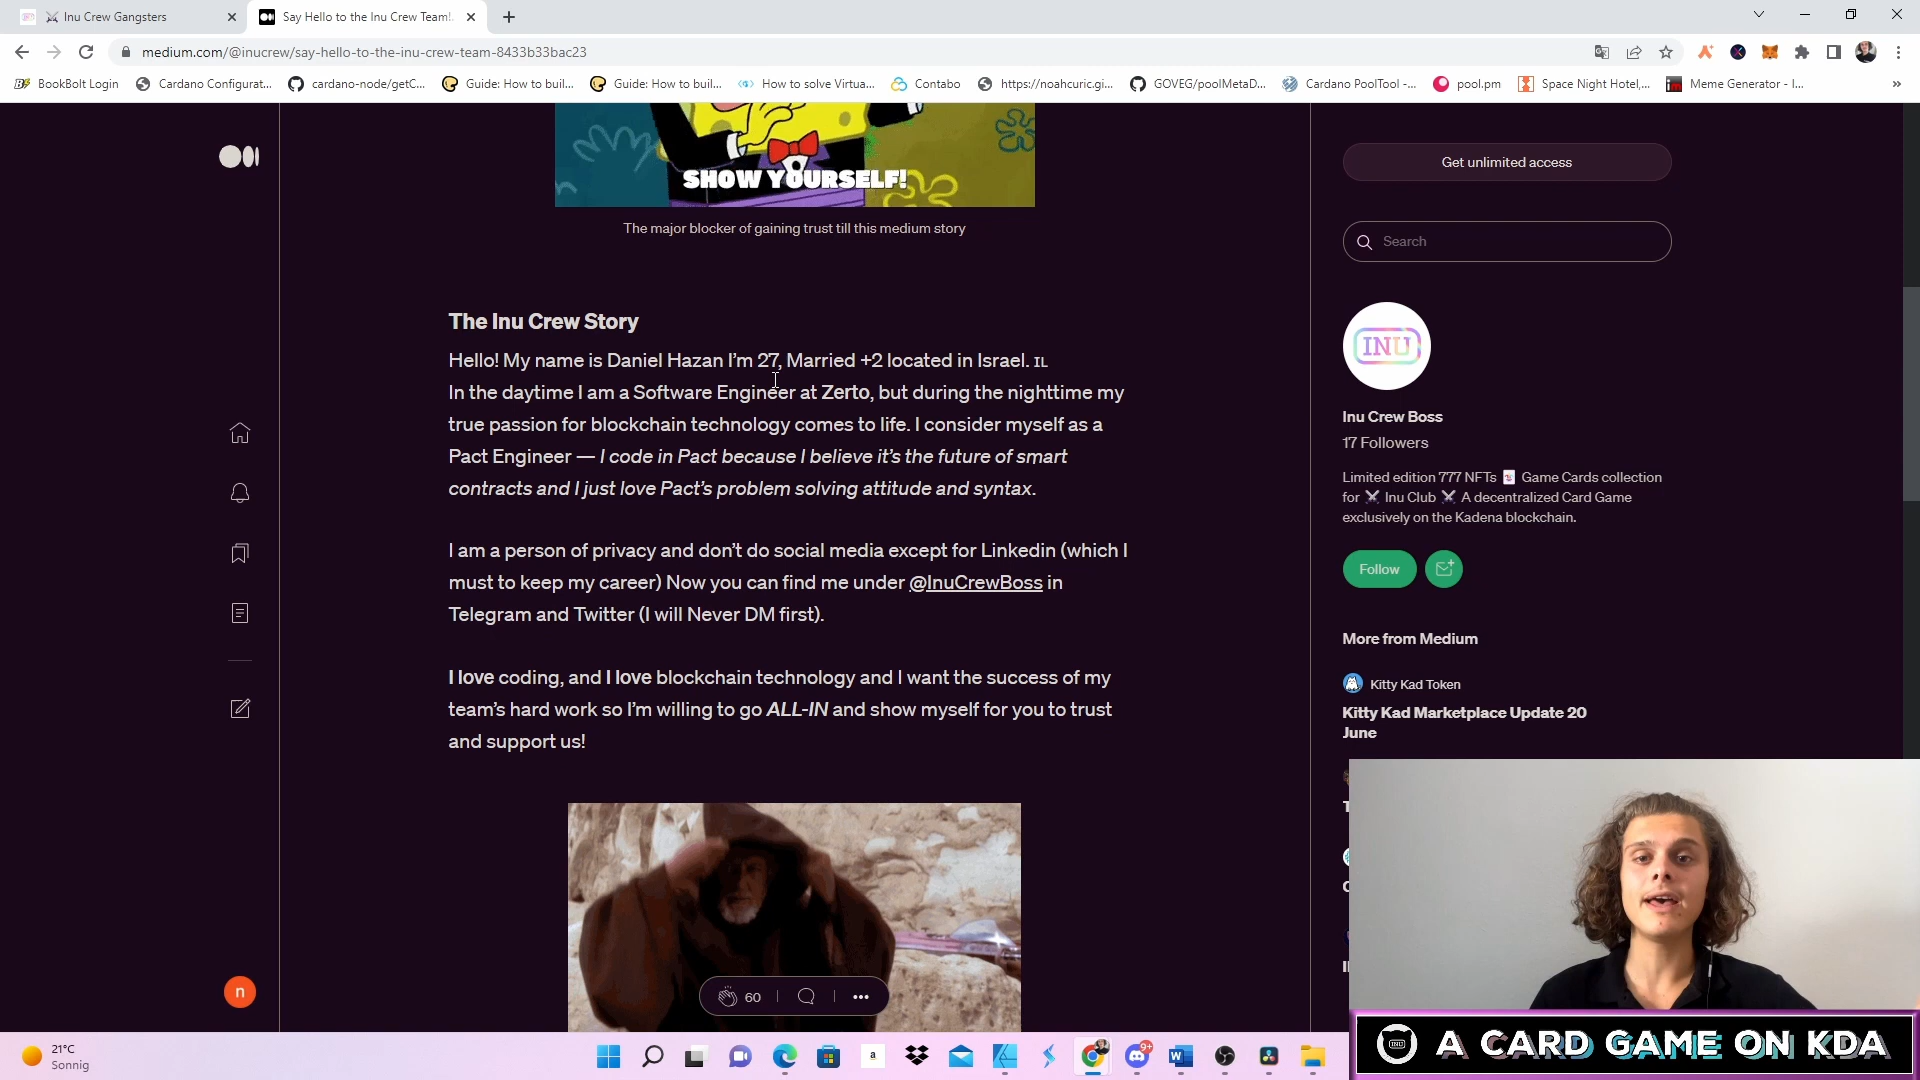 Inu Crew Gangsters
Say Hello to the Inu Crew Team!.
medium.com/@inucrew/say-hello-to-the-inu-crew-team-8433b33bac23
BookBolt Login
Cardano Configurat...
cardano-node/getC...
Guide: How to buil...
Guide: How to buil...
How to solve Virtua...
Contabo
https://noahcuric.gi...
GOVEG/poolMetaD...
Cardano PoolTool -...
pool.pm
Space Night Hotel,...
Meme Generator - I...
»
SHOW YOURSELF!
The major blocker of gaining trust till this medium story
The Inu Crew Story
Hello! My name is Daniel Hazan I'm 27, Married +2 located in Israel. IL
In the daytime I am a Software Engineer at Zerto, but during the nighttime my
true passion for blockchain technology comes to life. I consider myself as a
Pact Engineer — I code in Pact because I believe it's the future of smart
contracts and I just love Pact's problem solving attitude and syntax.
I am a person of privacy and don't do social media except for Linkedin (which I
must to keep my career) Now you can find me under @InuCrewBoss in
Telegram and Twitter (I will Never DM first).
I love coding, and I love blockchain technology and I want the success of my
team's hard work so I'm willing to go ALL-IN and show myself for you to trust
and support us!
60
n
Get unlimited access
Search
INU
Inu Crew Boss
17 Followers
Limited edition 777 NFTs 🃏 Game Cards collection
for ⚔ Inu Club ⚔ A decentralized Card Game
exclusively on the Kadena blockchain.
Follow
More from Medium
Kitty Kad Token
Kitty Kad Marketplace Update 20
June
INU
A CARD GAME ON KDA
21°C
Sonnig
a
9+
W